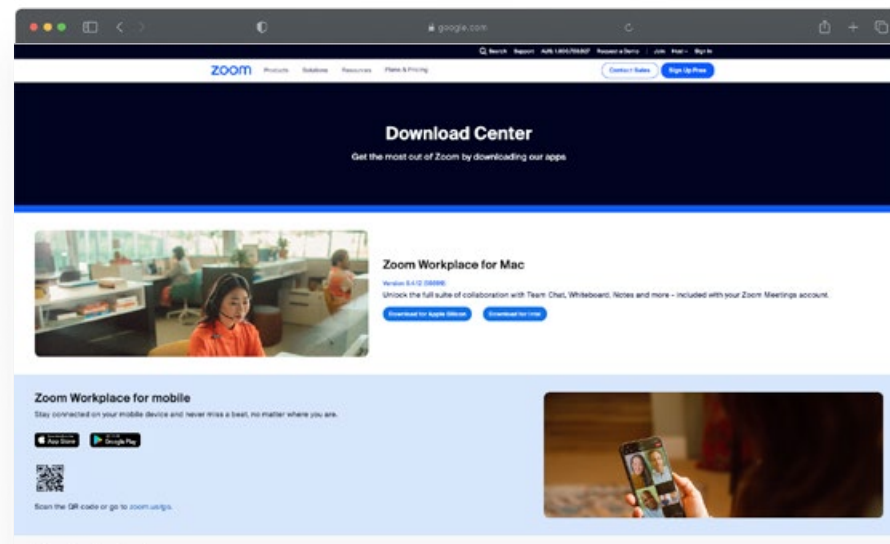 google.com
Search Support Request a Demo Join Host Sign In
zoom Products Solutions Resources Plans & Pricing Contact Sales Sign Up Free
Download Center
Get the most out of Zoom by downloading our apps
Zoom Workplace for Mac
Unlock the full suite of collaboration with Team Chat, Whiteboard, Notes and more – included with your Zoom Meetings account.
Download for Apple Silicon Download for Intel
Zoom Workplace for mobile
Stay connected on your mobile device and never miss a beat, no matter where you are.
App Store Google Play
Scan the QR code or go to